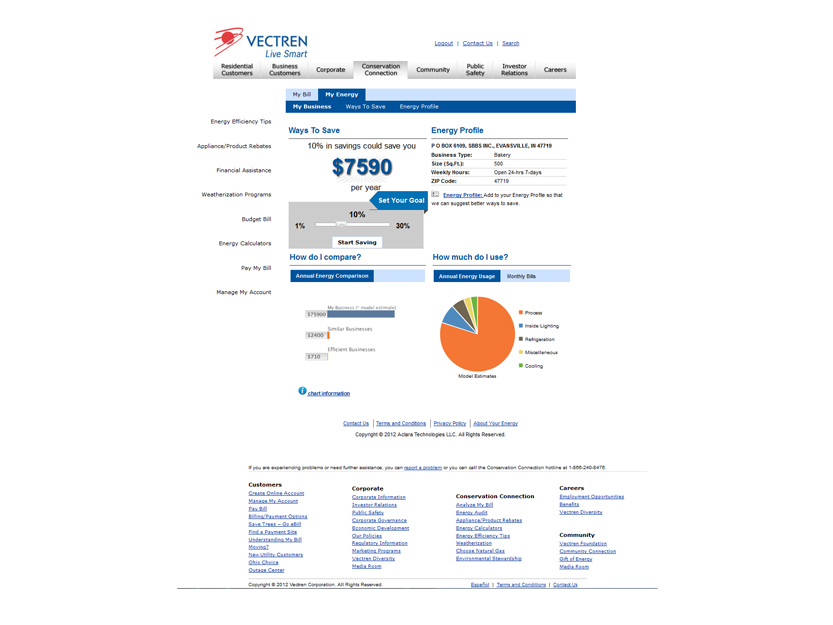 VECTREN
Live Smart
Logout | Contact Us | Search
Residential Customers
Business Customers
Corporate
Conservation Connection
Community
Public Safety
Investor Relations
Careers
My Bill
My Energy
My Business
Ways To Save
Energy Profile
Energy Efficiency Tips
Appliance/Product Rebates
Financial Assistance
Weatherization Programs
Budget Bill
Energy Calculators
Pay My Bill
Manage My Account
Ways To Save
10% in savings could save you
$7590
per year
Set Your Goal
10%
1%
30%
Start Saving
Energy Profile
P O BOX 6109, SBBS INC., EVANSVILLE, IN 47719
Business Type: Bakery
Size (Sq.Ft.): 500
Weekly Hours: Open 24-hrs 7-days
ZIP Code: 47719
Energy Profile: Add to your Energy Profile so that
we can suggest better ways to save.
How do I compare?
Annual Energy Comparison
My Business (* model estimate)
$75900
Similar Businesses
$2400
Efficient Businesses
$710
chart information
How much do I use?
Annual Energy Usage
Monthly Bills
Process
Inside Lighting
Refrigeration
Miscellaneous
Cooling
Model Estimates
Contact Us | Terms and Conditions | Privacy Policy | About Your Energy
Copyright © 2012 Aclara Technologies LLC. All Rights Reserved.
If you are experiencing problems or need further assistance, you can report a problem or you can call the Conservation Connection hotline at 1-866-240-8476.
Customers
Create Online Account
Manage My Account
Pay Bill
Billing/Payment Options
Save Trees – Go eBill
Find a Payment Site
Understanding My Bill
Moving?
New Utility Customers
Ohio Choice
Outage Center
Corporate
Corporate Information
Investor Relations
Public Safety
Corporate Governance
Economic Development
Our Policies
Regulatory Information
Marketing Programs
Vectren Diversity
Media Room
Conservation Connection
Analyze My Bill
Energy Audit
Appliance/Product Rebates
Energy Calculators
Energy Efficiency Tips
Weatherization
Choose Natural Gas
Environmental Stewardship
Careers
Employment Opportunities
Benefits
Vectren Diversity
Community
Vectren Foundation
Community Connection
Gift of Energy
Media Room
Copyright © 2012 Vectren Corporation. All Rights Reserved.
Español | Terms and Conditions | Contact Us